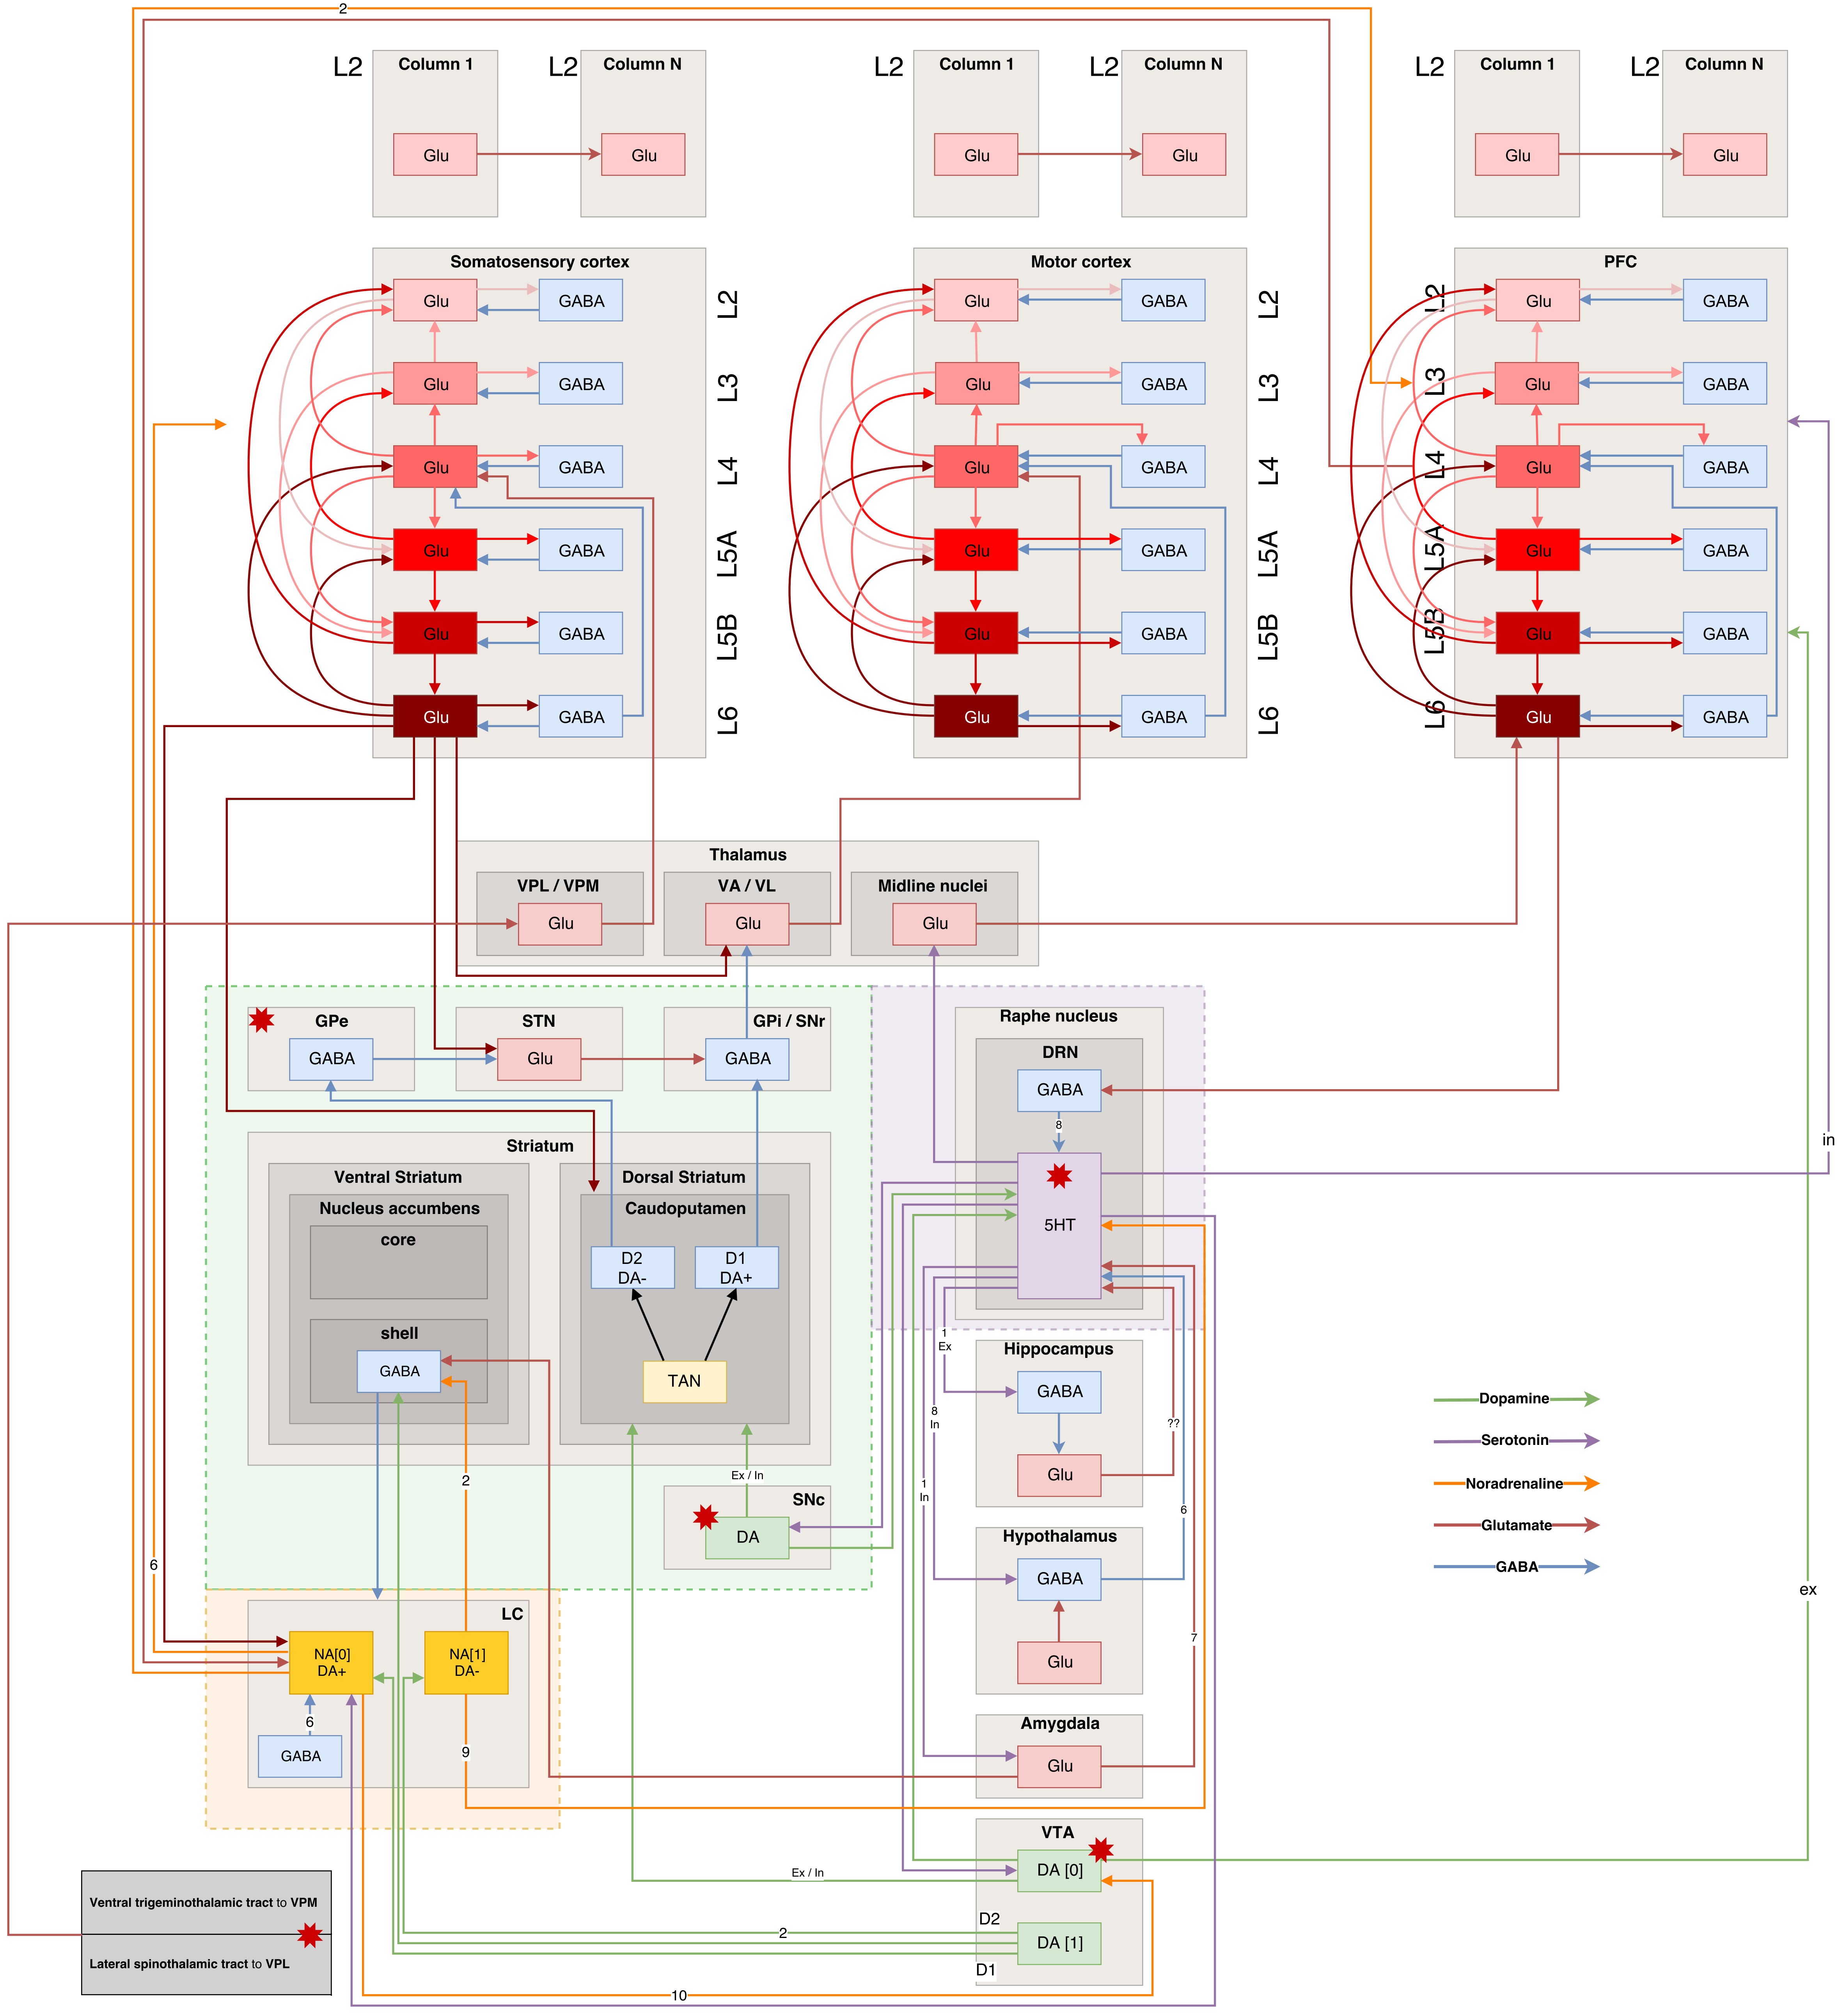 2
L2
Column 1
L2
Column N
L2
Column 1
L2
Column N
L2
Column 1
L2
Column N
Glu
Glu
Glu
Glu
Glu
Glu
Somatosensory cortex
Motor cortex
PFC
Glu
GABA
L2
Glu
GABA
L2
L2
Glu
GABA
Glu
GABA
L3
Glu
GABA
L3
L3
Glu
GABA
Glu
GABA
L4
Glu
GABA
L4
L4
Glu
GABA
Glu
GABA
L5A
Glu
GABA
L5A
L5A
Glu
GABA
Glu
GABA
L5B
Glu
GABA
L5B
L5B
Glu
GABA
Glu
GABA
L6
Glu
GABA
L6
L6
Glu
GABA
Thalamus
VPL / VPM
VA / VL
Midline nuclei
Glu
Glu
Glu
GPe
STN
GPi / SNr
Raphe nucleus
GABA
Glu
GABA
DRN
GABA
8
in
Striatum
Ventral Striatum
Dorsal Striatum
Nucleus accumbens
Caudoputamen
core
5HT
D2
DA-
D1
DA+
shell
GABA
TAN
1
Ex
Hippocampus
GABA
8
In
??
Glu
2
Ex / In
1
In
SNc
DA
6
Hypothalamus
GABA
Glu
Dopamine
Serotonin
Noradrenaline
Glutamate
GABA
6
ex
LC
NA[0]
DA+
NA[1]
DA-
7
6
GABA
9
Amygdala
Glu
VTA
DA [0]
Ex / In
D2
2
DA [1]
D1
Ventral trigeminothalamic tract to VPM
Lateral spinothalamic tract to VPL
10